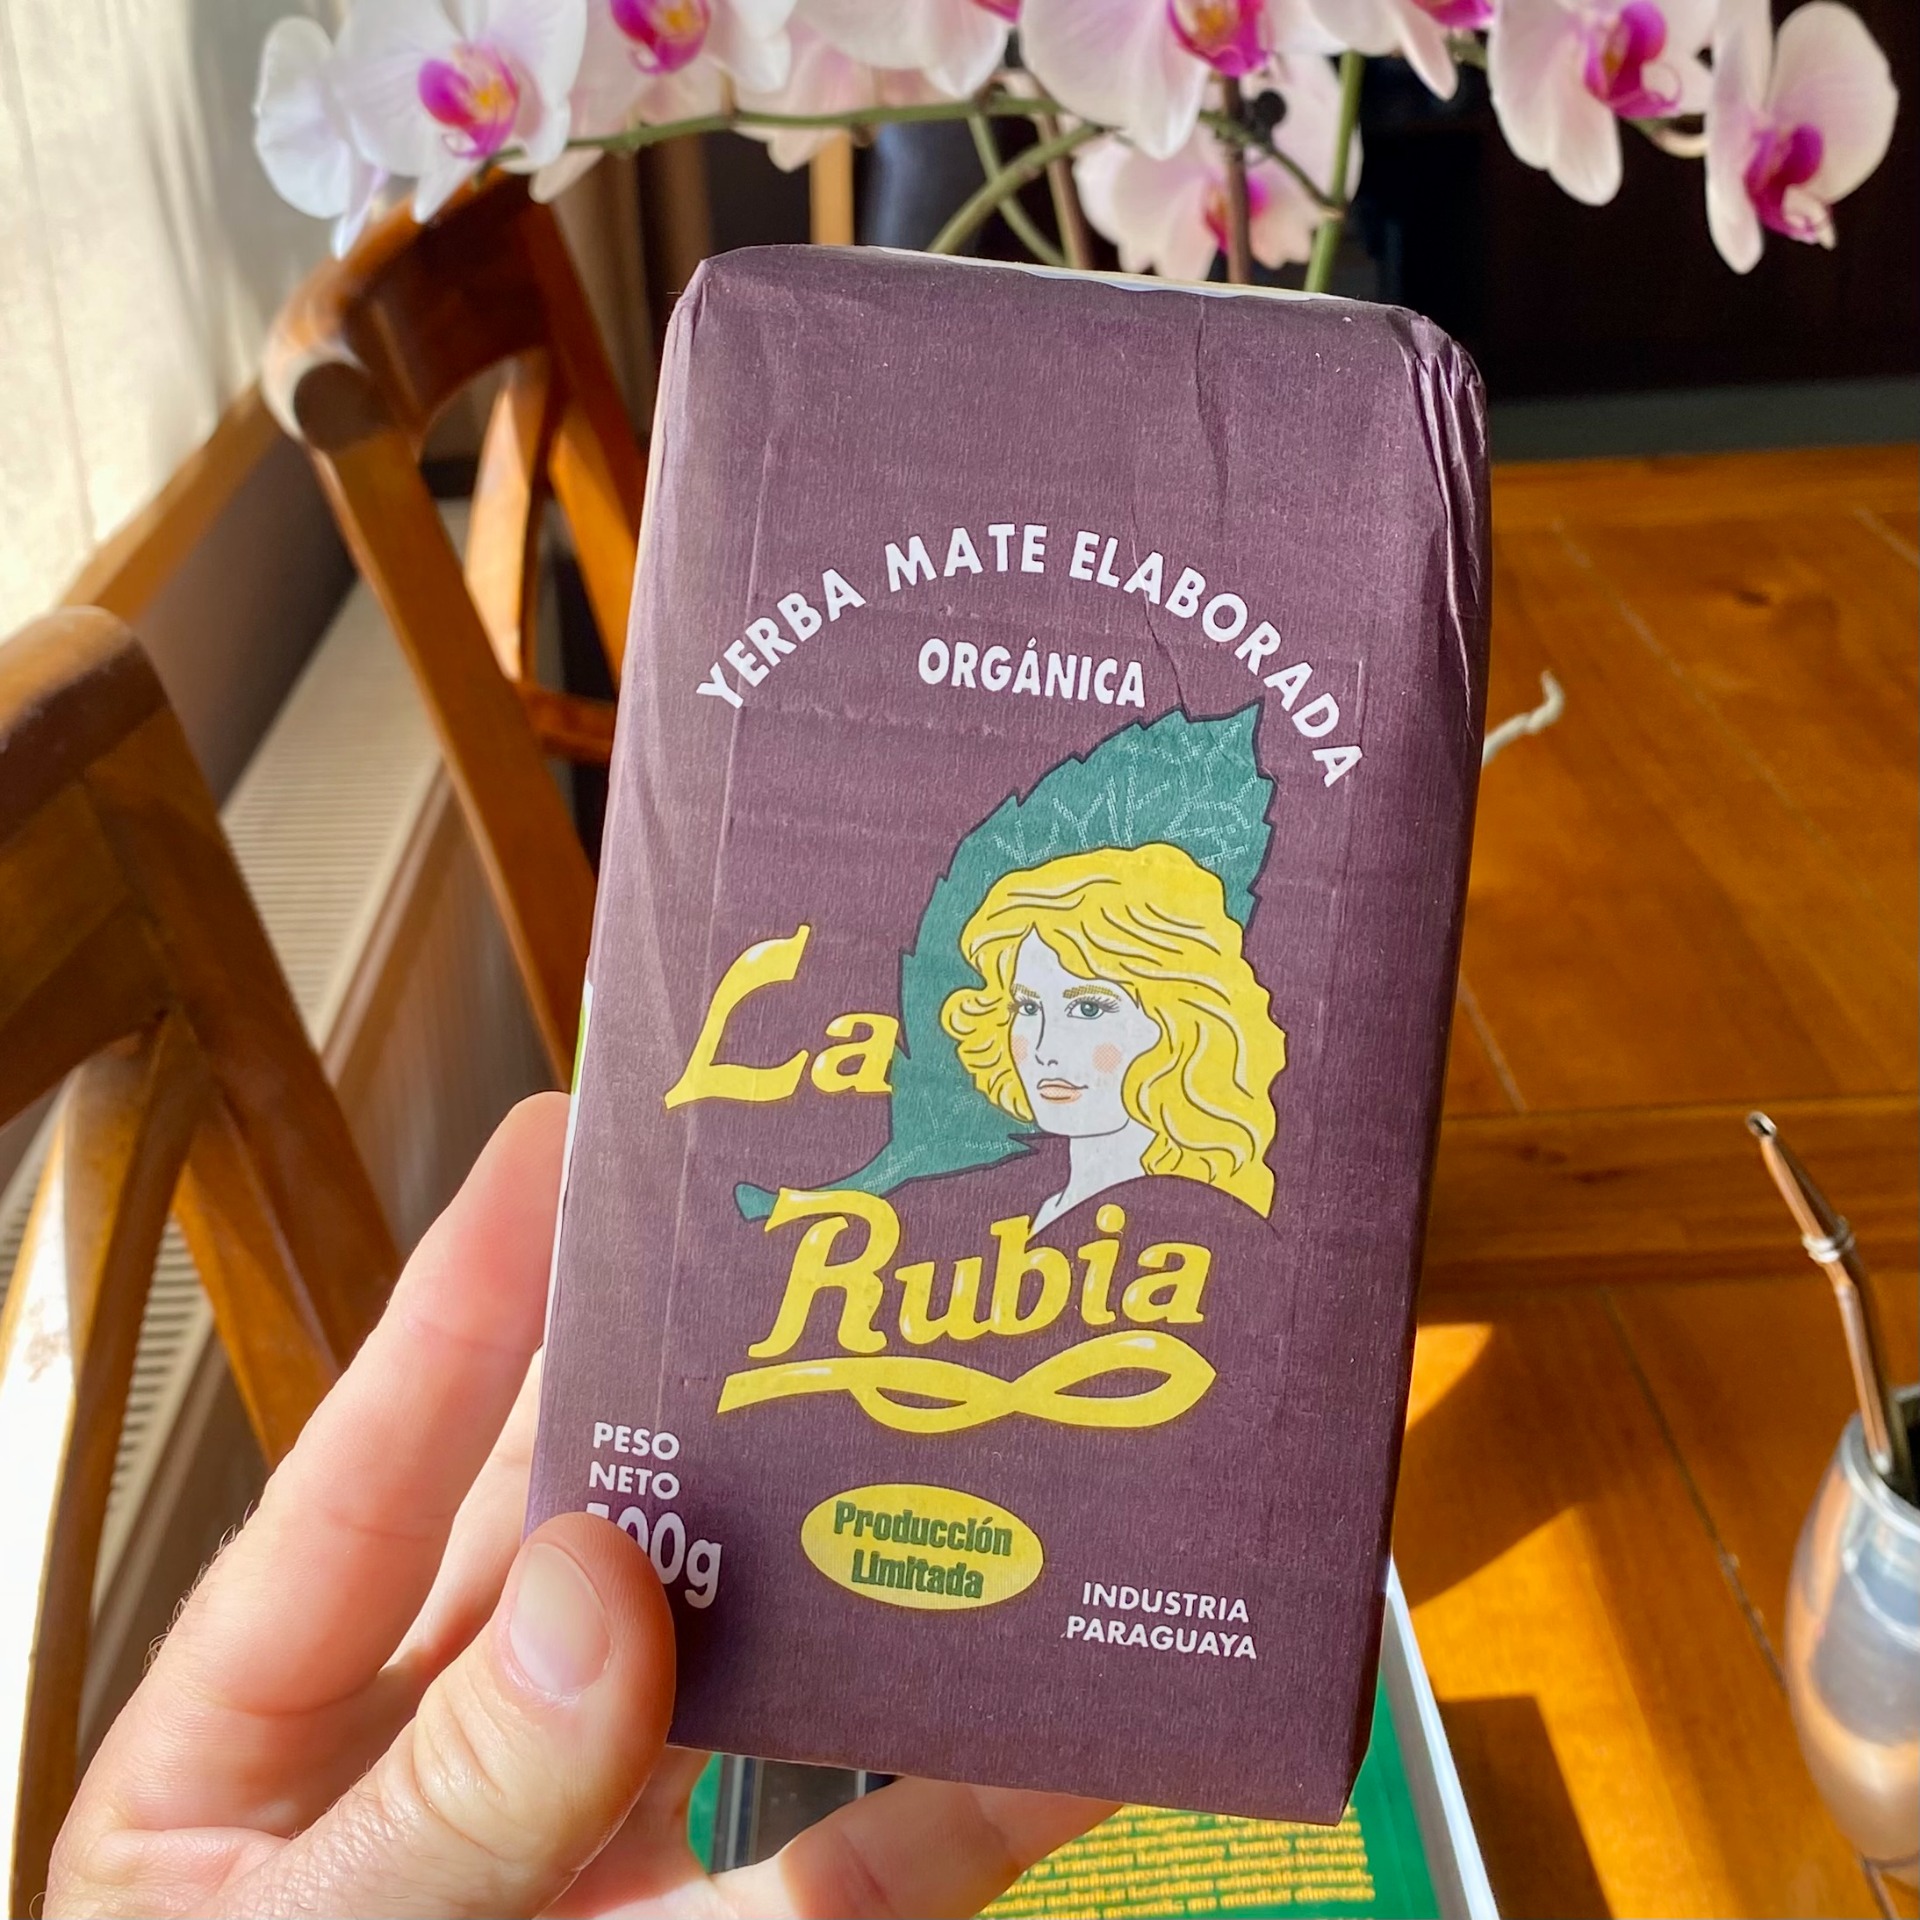 YERBA MATE ELABORADA
ORGÁNICA
La
Rubia
PESO
NETO
Producción
Limitada
INDUSTRIA
PARAGUAYA